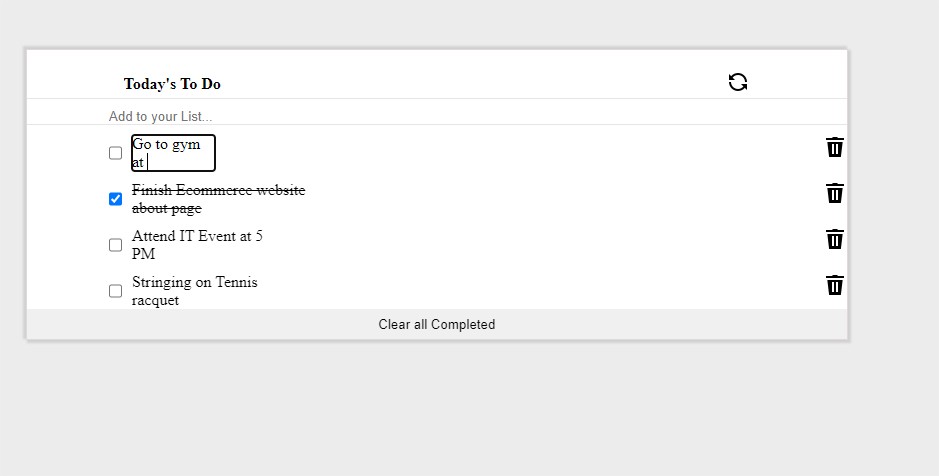 Today's To Do
Add to your List...
Go to gym
at
Finish Ecommerce website
about page
Attend IT Event at 5
PM
Stringing on Tennis
racquet
Clear all Completed